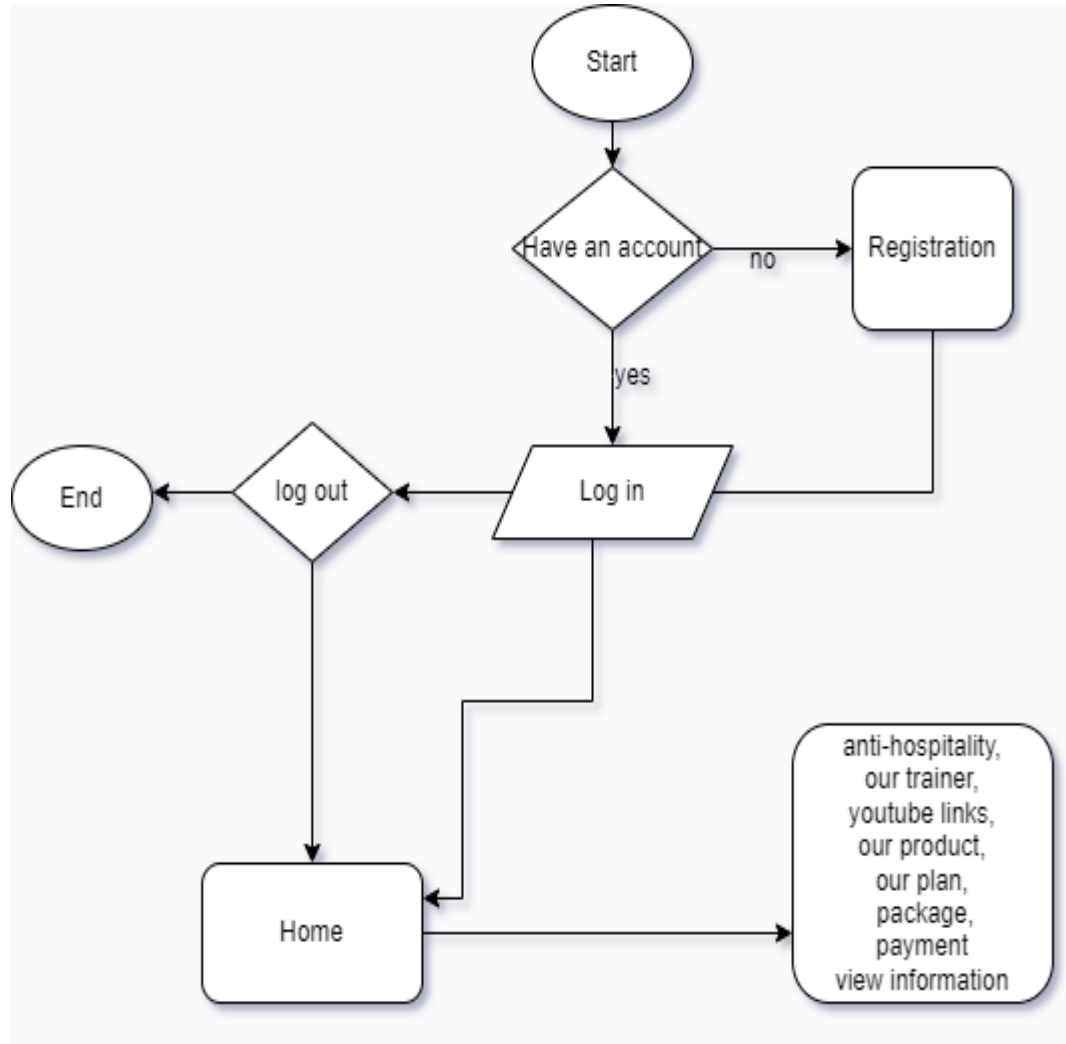 Start
Have an account
no
Registration
yes
End
log out
Log in
anti-hospitality,
our trainer,
youtube links,
our product,
our plan,
package,
payment
view information
Home